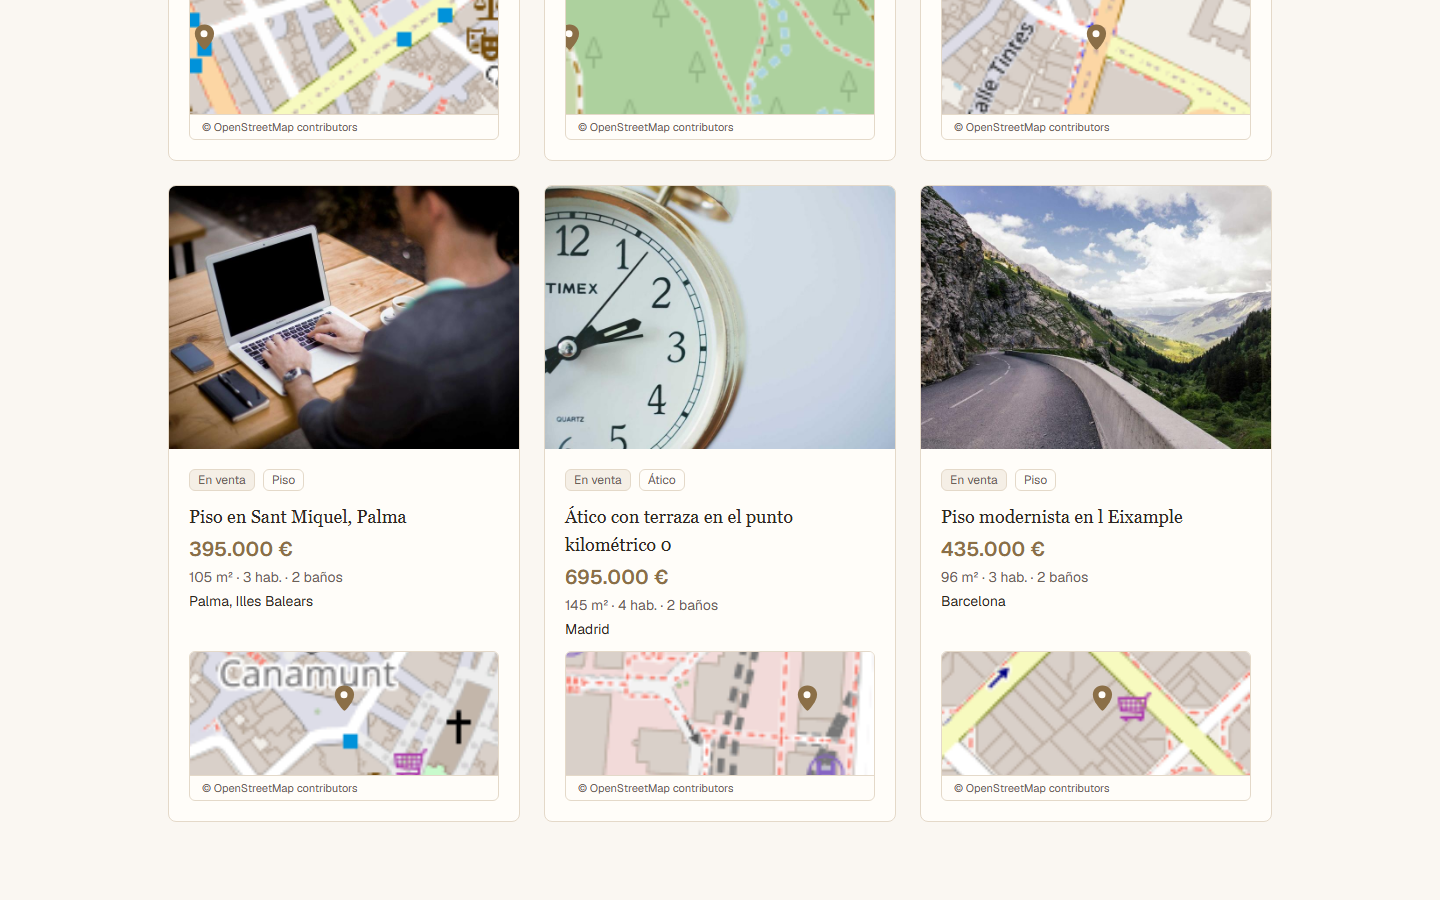 alle Tintes
© OpenStreetMap contributors
© OpenStreetMap contributors
© OpenStreetMap contributors
12
1
2
3
4
5
6
TIMEX
QUARTZ
En venta
Piso
Piso en Sant Miquel, Palma
395.000 €
105 m² · 3 hab. · 2 baños
Palma, Illes Balears
Canamunt
© OpenStreetMap contributors
En venta
Ático
Ático con terraza en el punto
kilométrico 0
695.000 €
145 m² · 4 hab. · 2 baños
Madrid
© OpenStreetMap contributors
En venta
Piso
Piso modernista en l Eixample
435.000 €
96 m² · 3 hab. · 2 baños
Barcelona
© OpenStreetMap contributors